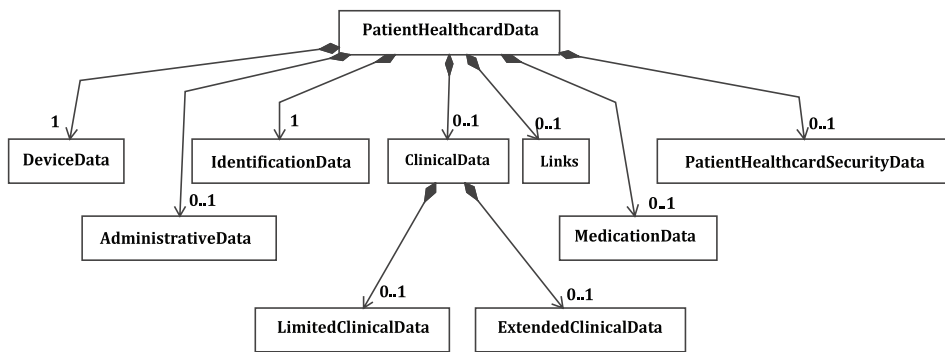 PatientHealthcardData
1
1
0..1
0..1
0..1
DeviceData
IdentificationData
ClinicalData
Links
PatientHealthcardSecurityData
0..1
0..1
AdministrativeData
MedicationData
0..1
0..1
LimitedClinicalData
ExtendedClinicalData